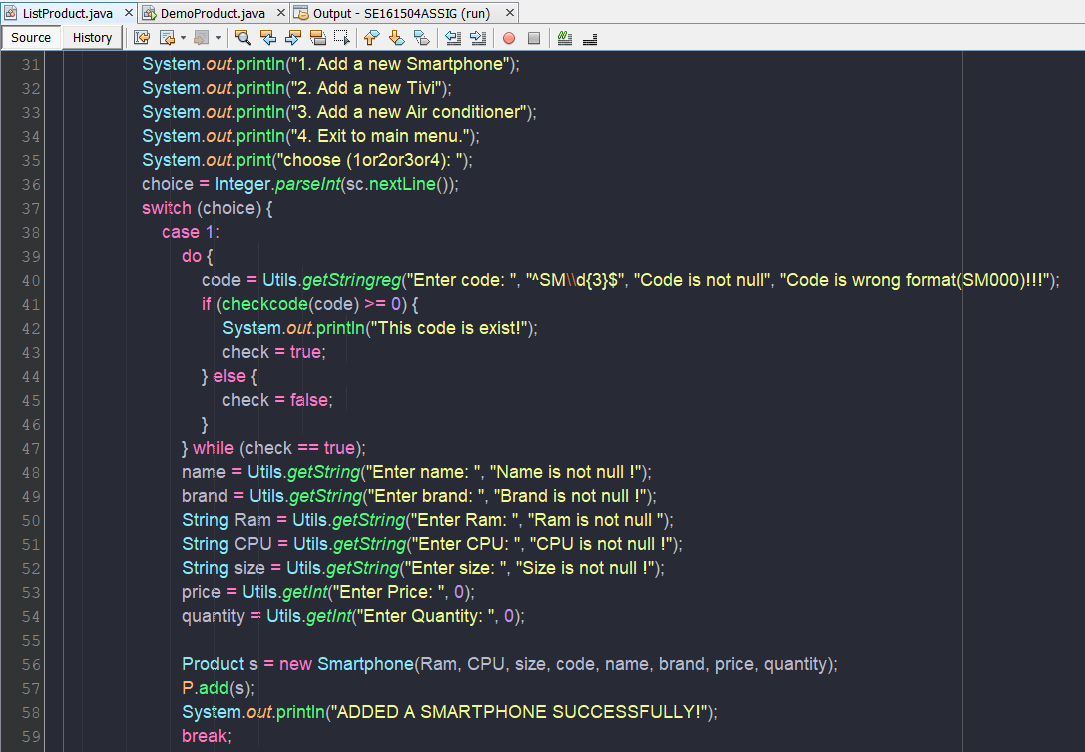 ListProduct.java × DemoProduct.java × Output - SE161504ASSIG (run) ×
Source History
31 System.out.println("1. Add a new Smartphone");
32 System.out.println("2. Add a new Tivi");
33 System.out.println("3. Add a new Air conditioner");
34 System.out.println("4. Exit to main menu.");
35 System.out.print("choose (1or2or3or4): ");
36 choice = Integer.parseInt(sc.nextLine());
37 switch (choice) {
38 case 1:
39 do {
40 code = Utils.getStringreg("Enter code: ", "^SM\\d{3}$", "Code is not null", "Code is wrong format(SM000)!!!");
41 if (checkcode(code) >= 0) {
42 System.out.println("This code is exist!");
43 check = true;
44 } else {
45 check = false;
46 }
47 } while (check == true);
48 name = Utils.getString("Enter name: ", "Name is not null !");
49 brand = Utils.getString("Enter brand: ", "Brand is not null !");
50 String Ram = Utils.getString("Enter Ram: ", "Ram is not null ");
51 String CPU = Utils.getString("Enter CPU: ", "CPU is not null !");
52 String size = Utils.getString("Enter size: ", "Size is not null !");
53 price = Utils.getInt("Enter Price: ", 0);
54 quantity = Utils.getInt("Enter Quantity: ", 0);
55
56 Product s = new Smartphone(Ram, CPU, size, code, name, brand, price, quantity);
57 P.add(s);
58 System.out.println("ADDED A SMARTPHONE SUCCESSFULLY!");
59 break;